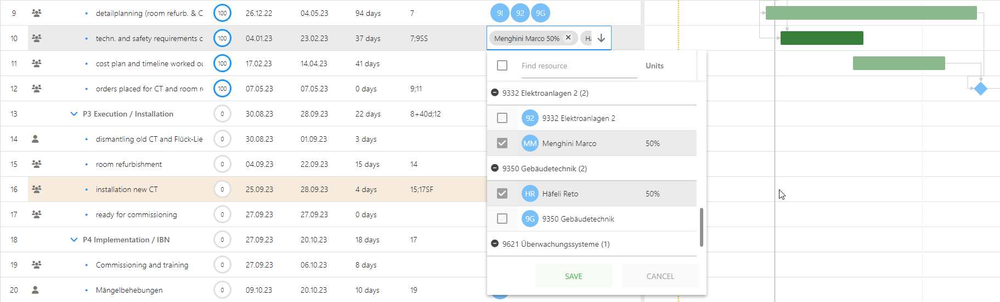 9 detailplanning (room refurb. & C 100 26.12.22 04.05.23 94 days 7 9I 92 9G
10 techn. and safety requirements c 100 04.01.23 23.02.23 37 days 7;9SS Menghini Marco 50% Hä
11 cost plan and timeline worked ou 100 17.02.23 14.04.23 41 days
Find resource Units
12 orders placed for CT and room re 100 07.05.23 07.05.23 0 days 9;11
9332 Elektroanlagen 2 (2)
13 P3 Execution / Installation 0 30.08.23 28.09.23 22 days 8+40d;12
92 9332 Elektroanlagen 2
14 dismantling old CT and Flück-Lie 0 30.08.23 01.09.23 3 days
MM Menghini Marco 50%
15 room refurbishment 0 04.09.23 22.09.23 15 days 14
9350 Gebäudetechnik (2)
16 installation new CT 0 25.09.23 28.09.23 4 days 15;17SF
HR Häfeli Reto 50%
17 ready for commissioning 0 27.09.23 27.09.23 0 days
9G 9350 Gebäudetechnik
18 P4 Implementation / IBN 0 27.09.23 20.10.23 18 days 17
9621 Überwachungssysteme (1)
19 Commissioning and training 0 27.09.23 06.10.23 8 days
SAVE CANCEL
20 Mängelbehebungen 0 09.10.23 20.10.23 10 days 19